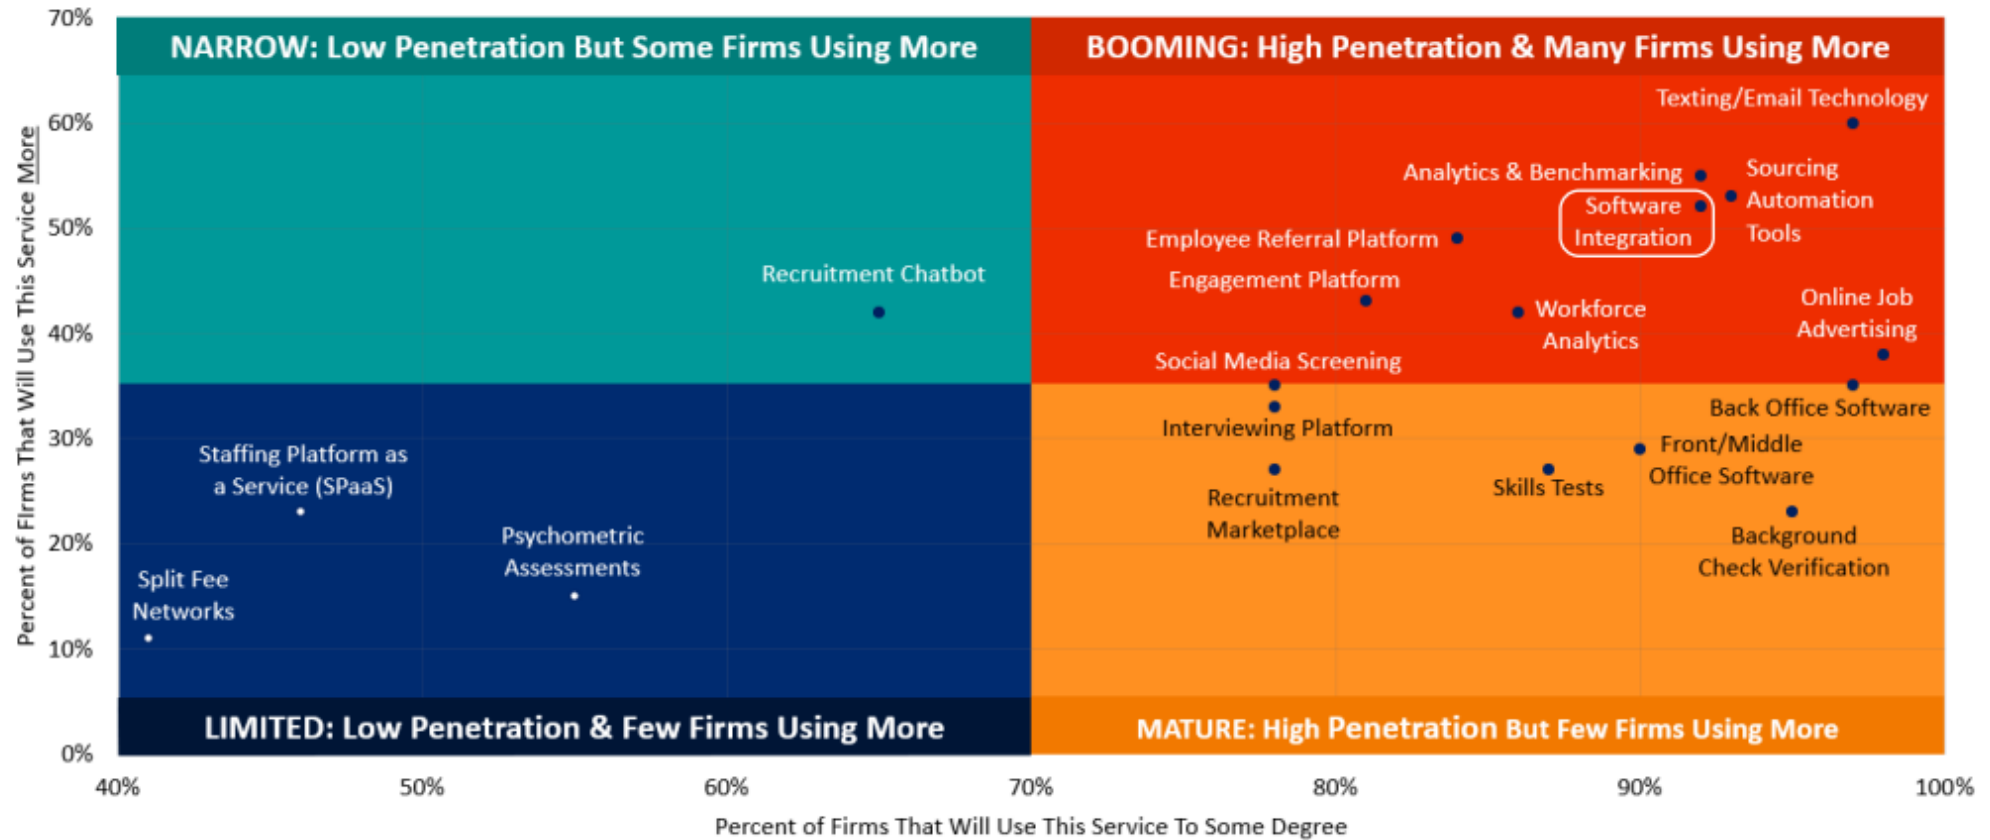 70%
NARROW: Low Penetration But Some Firms Using More
BOOMING: High Penetration & Many Firms Using More
Texting/Email Technology
60%
Analytics & Benchmarking
Sourcing
Automation
Tools
Software
Integration
50%
Employee Referral Platform
Recruitment Chatbot
Engagement Platform
Workforce
Analytics
Online Job
Advertising
40%
Social Media Screening
Back Office Software
Interviewing Platform
30%
Staffing Platform as
a Service (SPaaS)
Front/Middle
Office Software
Skills Tests
Recruitment
Marketplace
Psychometric
Assessments
20%
Background
Check Verification
Split Fee
Networks
10%
LIMITED: Low Penetration & Few Firms Using More
MATURE: High Penetration But Few Firms Using More
0%
40%
50%
60%
70%
80%
90%
100%
Percent of Firms That Will Use This Service To Some Degree
Percent of FIrms That Will Use This Service More